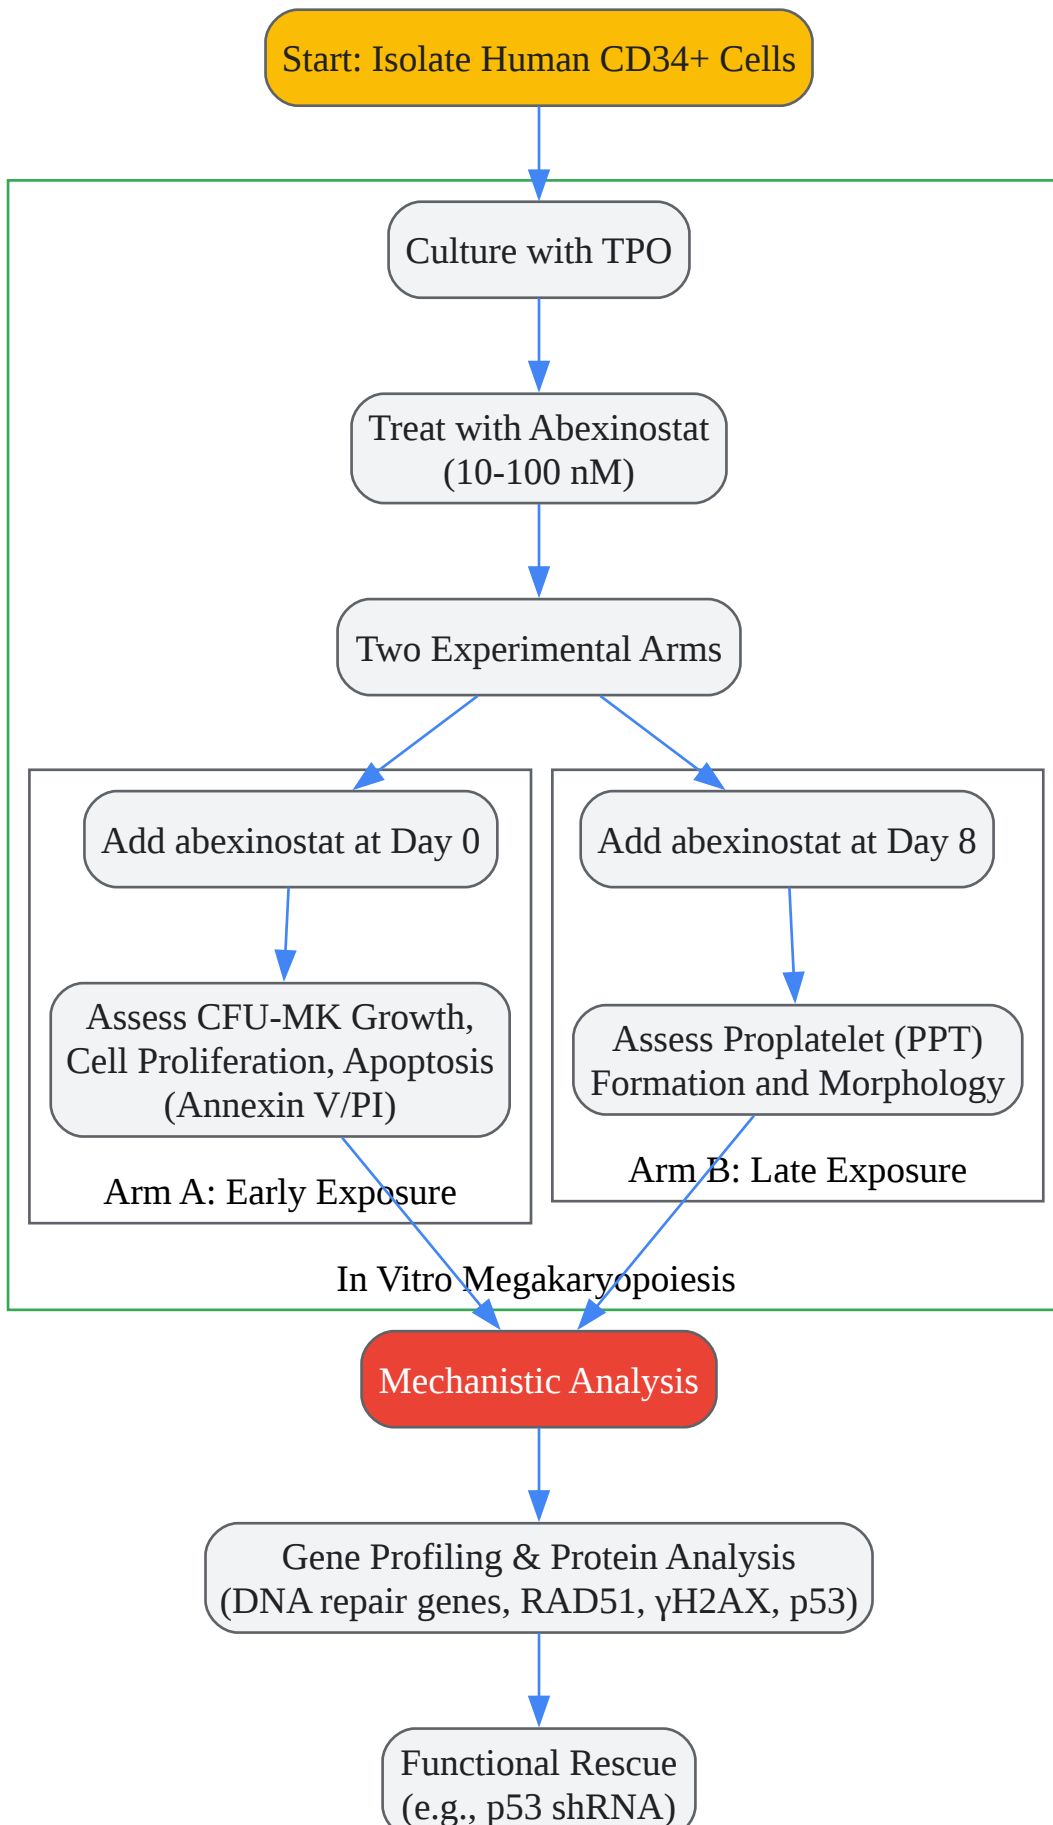 Start: Isolate Human CD34+ Cells
Culture with TPO
Treat with Abexinostat
(10-100 nM)
Two Experimental Arms
Add abexinostat at Day 0
Assess CFU-MK Growth,
Cell Proliferation, Apoptosis
(Annexin V/PI)
Arm A: Early Exposure
Add abexinostat at Day 8
Assess Proplatelet (PPT)
Formation and Morphology
Arm B: Late Exposure
In Vitro Megakaryopoiesis
Mechanistic Analysis
Gene Profiling & Protein Analysis
(DNA repair genes, RAD51, γH2AX, p53)
Functional Rescue
(e.g., p53 shRNA)